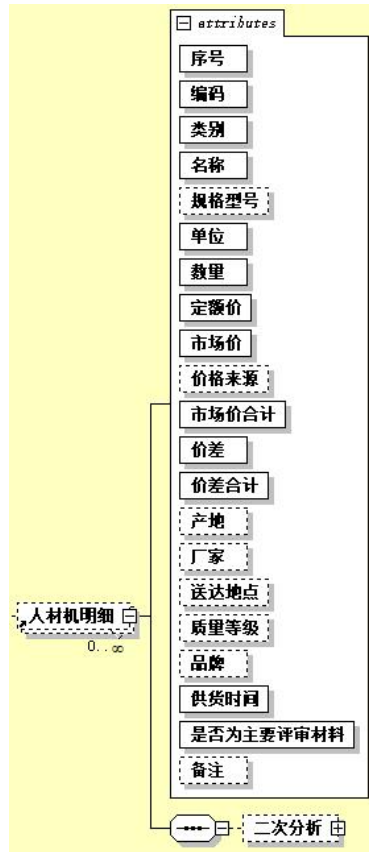 attributes
序号
编码
类别
名称
规格型号
单位
数量
定额价
市场价
价格来源
市场价合计
价差
价差合计
产地
厂家
送达地点
质量等级
品牌
供货时间
是否为主要评审材料
备注
人材机明细
0..∞
二次分析